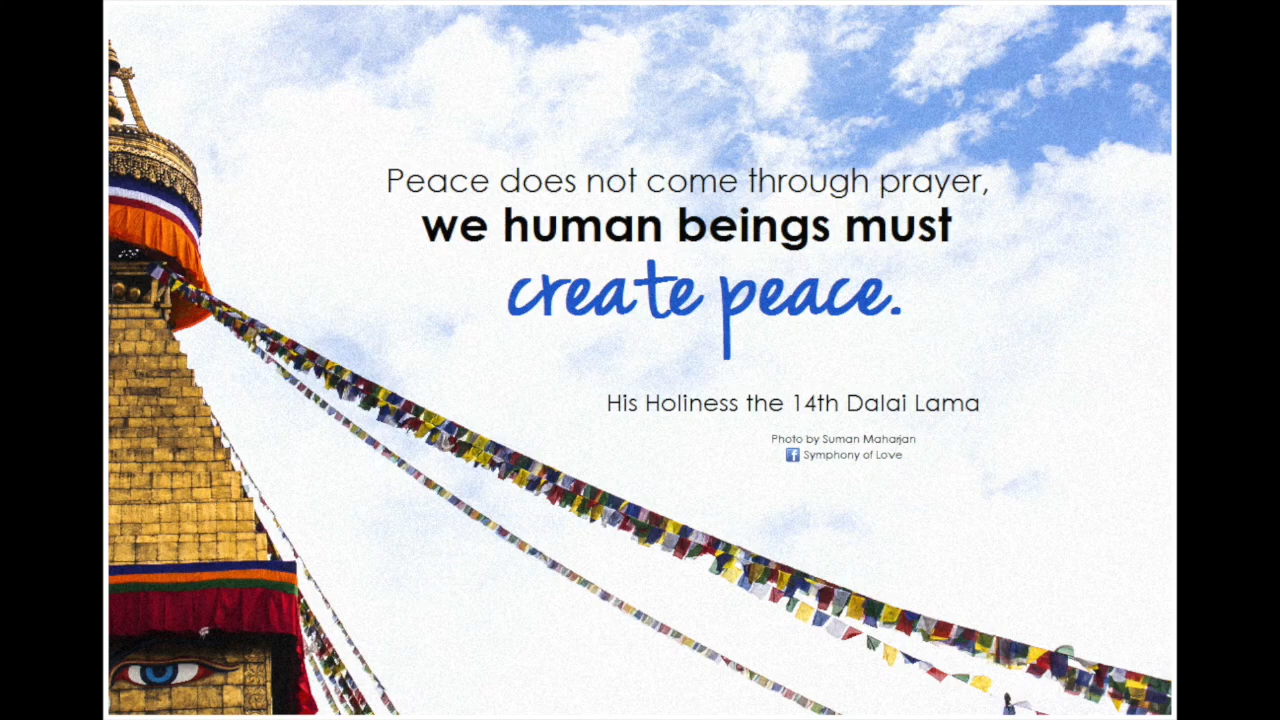 Peace does not come through prayer,
we human beings must
create peace.
His Holiness the 14th Dalai Lama
Photo by Suman Maharjan
Symphony of Love